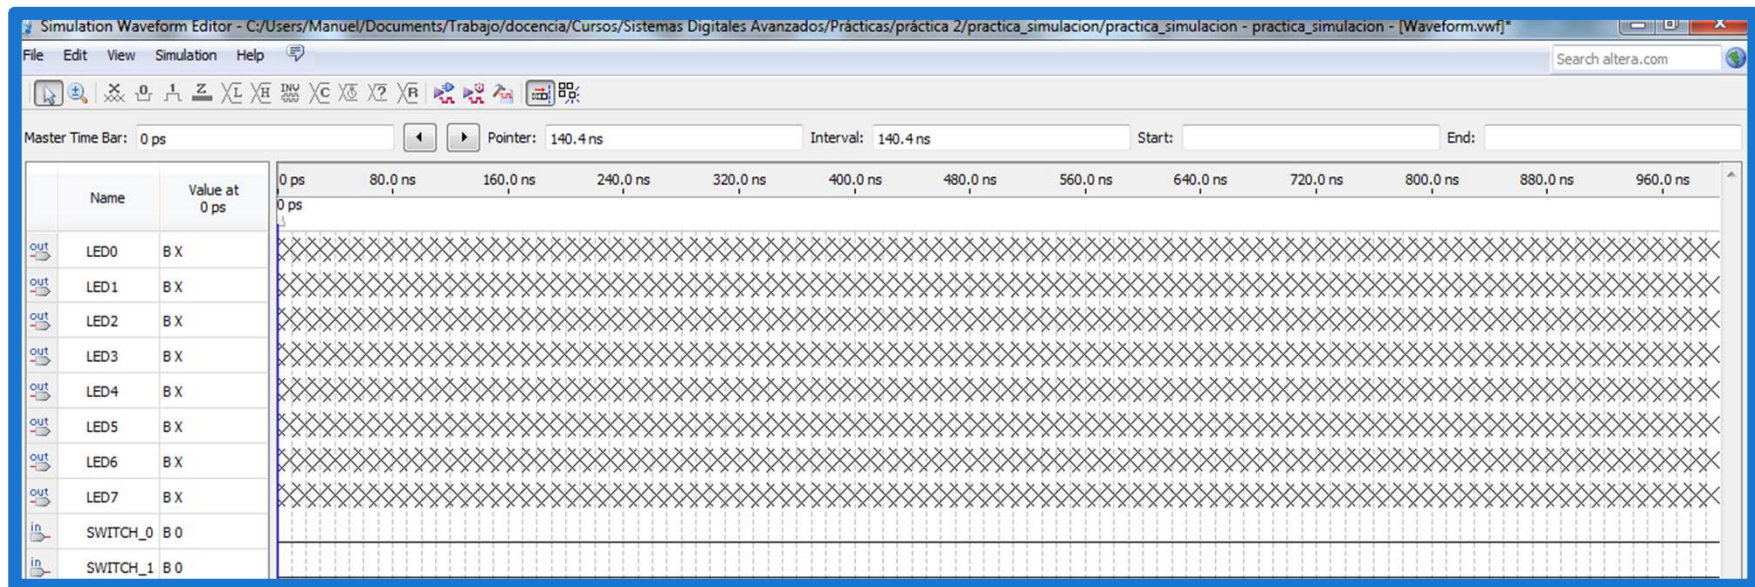 Simulation Waveform Editor - C:/Users/Manuel/Documents/Trabajo/docencia/Cursos/Sistemas Digitales Avanzados/Prácticas/práctica 2/practica_simulacion/practica_simulacion - practica_simulacion - [Waveform.vwf]*
File Edit View Simulation Help
Search altera.com
Master Time Bar: 0 ps Pointer: 140.4 ns Interval: 140.4 ns Start: End:
Name Value at 0 ps
0 ps 80.0 ns 160.0 ns 240.0 ns 320.0 ns 400.0 ns 480.0 ns 560.0 ns 640.0 ns 720.0 ns 800.0 ns 880.0 ns 960.0 ns
0 ps
out LED0 B X
out LED1 B X
out LED2 B X
out LED3 B X
out LED4 B X
out LED5 B X
out LED6 B X
out LED7 B X
in SWITCH_0 B 0
in SWITCH_1 B 0